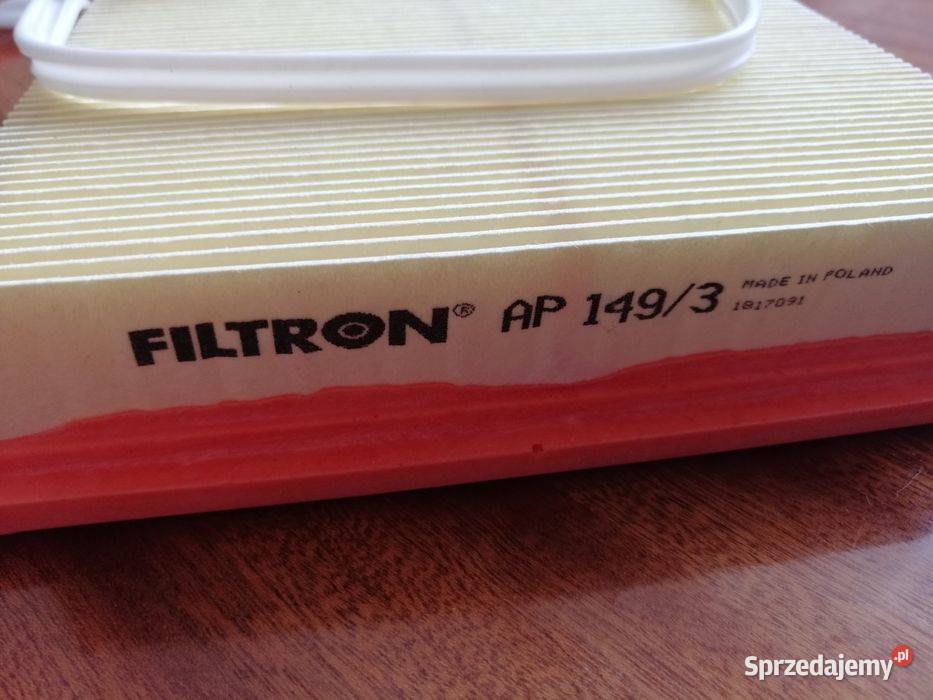 FILTRON® AP 149/3 MADE IN POLAND
1817091
Sprzedajemy.pl